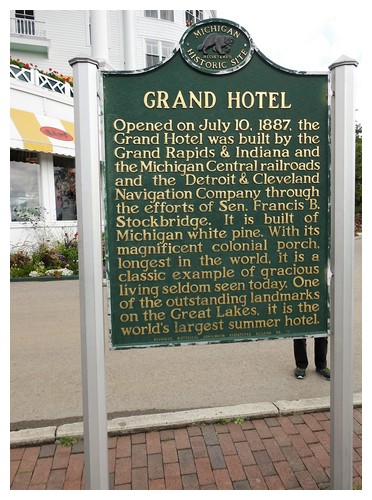 MICHIGAN
REGISTERED
HISTORIC SITE
GRAND HOTEL
Opened on July 10, 1887, the
Grand Hotel was built by the
Grand Rapids & Indiana and
the Michigan Central railroads
and the Detroit & Cleveland
Navigation Company through
the efforts of Sen. Francis B.
Stockbridge. It is built of
Michigan white pine. With its
magnificent colonial porch,
longest in the world, it is a
classic example of gracious
living seldom seen today. One
of the outstanding landmarks
on the Great Lakes, it is the
world's largest summer hotel.